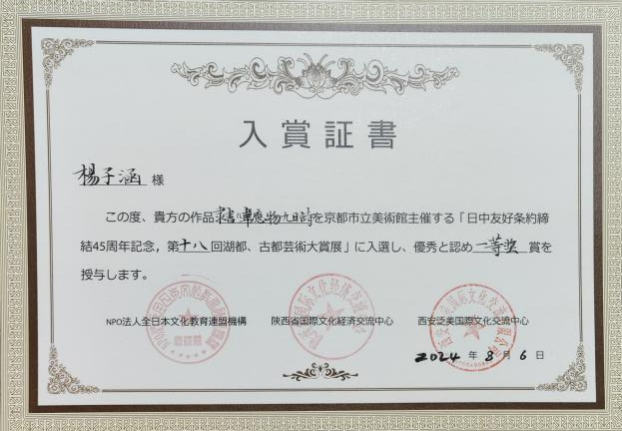 入賞証書
楊子涵 様
この度、貴方の作品を京都市立美術館主催する「日中友好条約締
結45周年記念，第十八回湖都、古都芸術大賞展」に入選し、優秀と認め一等奖賞を
授与します。
NPO法人全日本文化教育連盟機構 陕西省国際文化経済交流中心 西安泛美国際文化交流中心
2024 年 8 月 6 日